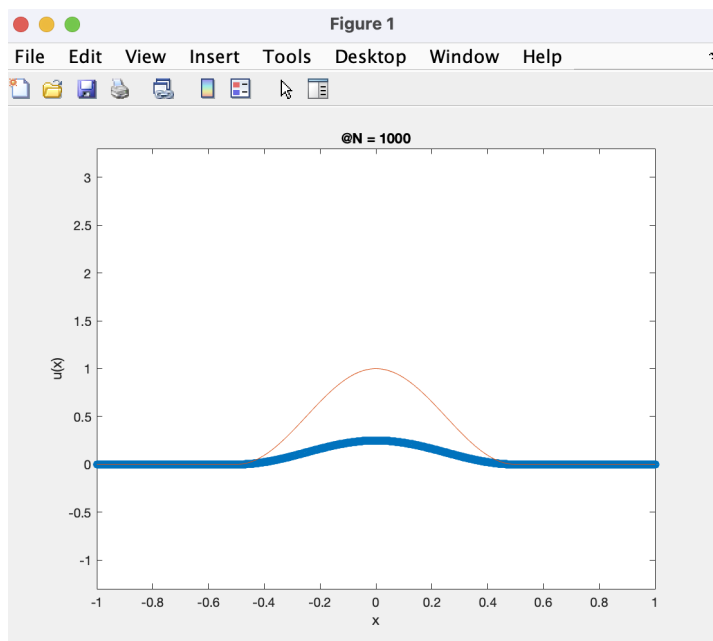 Figure 1
File Edit View Insert Tools Desktop Window Help
@N = 1000
3
2.5
2
1.5
1
0.5
0
-0.5
-1
u(x)
-1 -0.8 -0.6 -0.4 -0.2 0 0.2 0.4 0.6 0.8 1
x